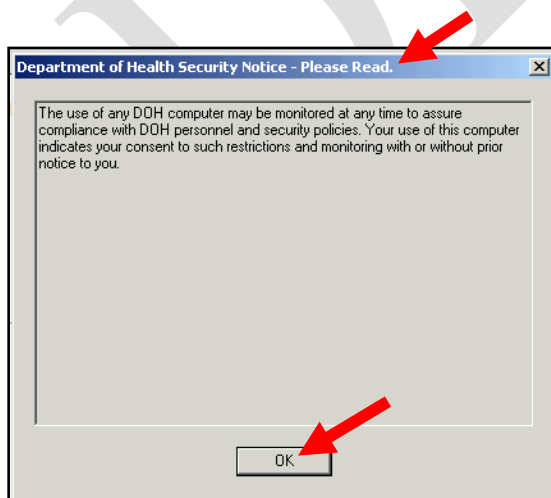 Department of Health Security Notice - Please Read.
The use of any DOH computer may be monitored at any time to assure
compliance with DOH personnel and security policies. Your use of this computer
indicates your consent to such restrictions and monitoring with or without prior
notice to you.
OK